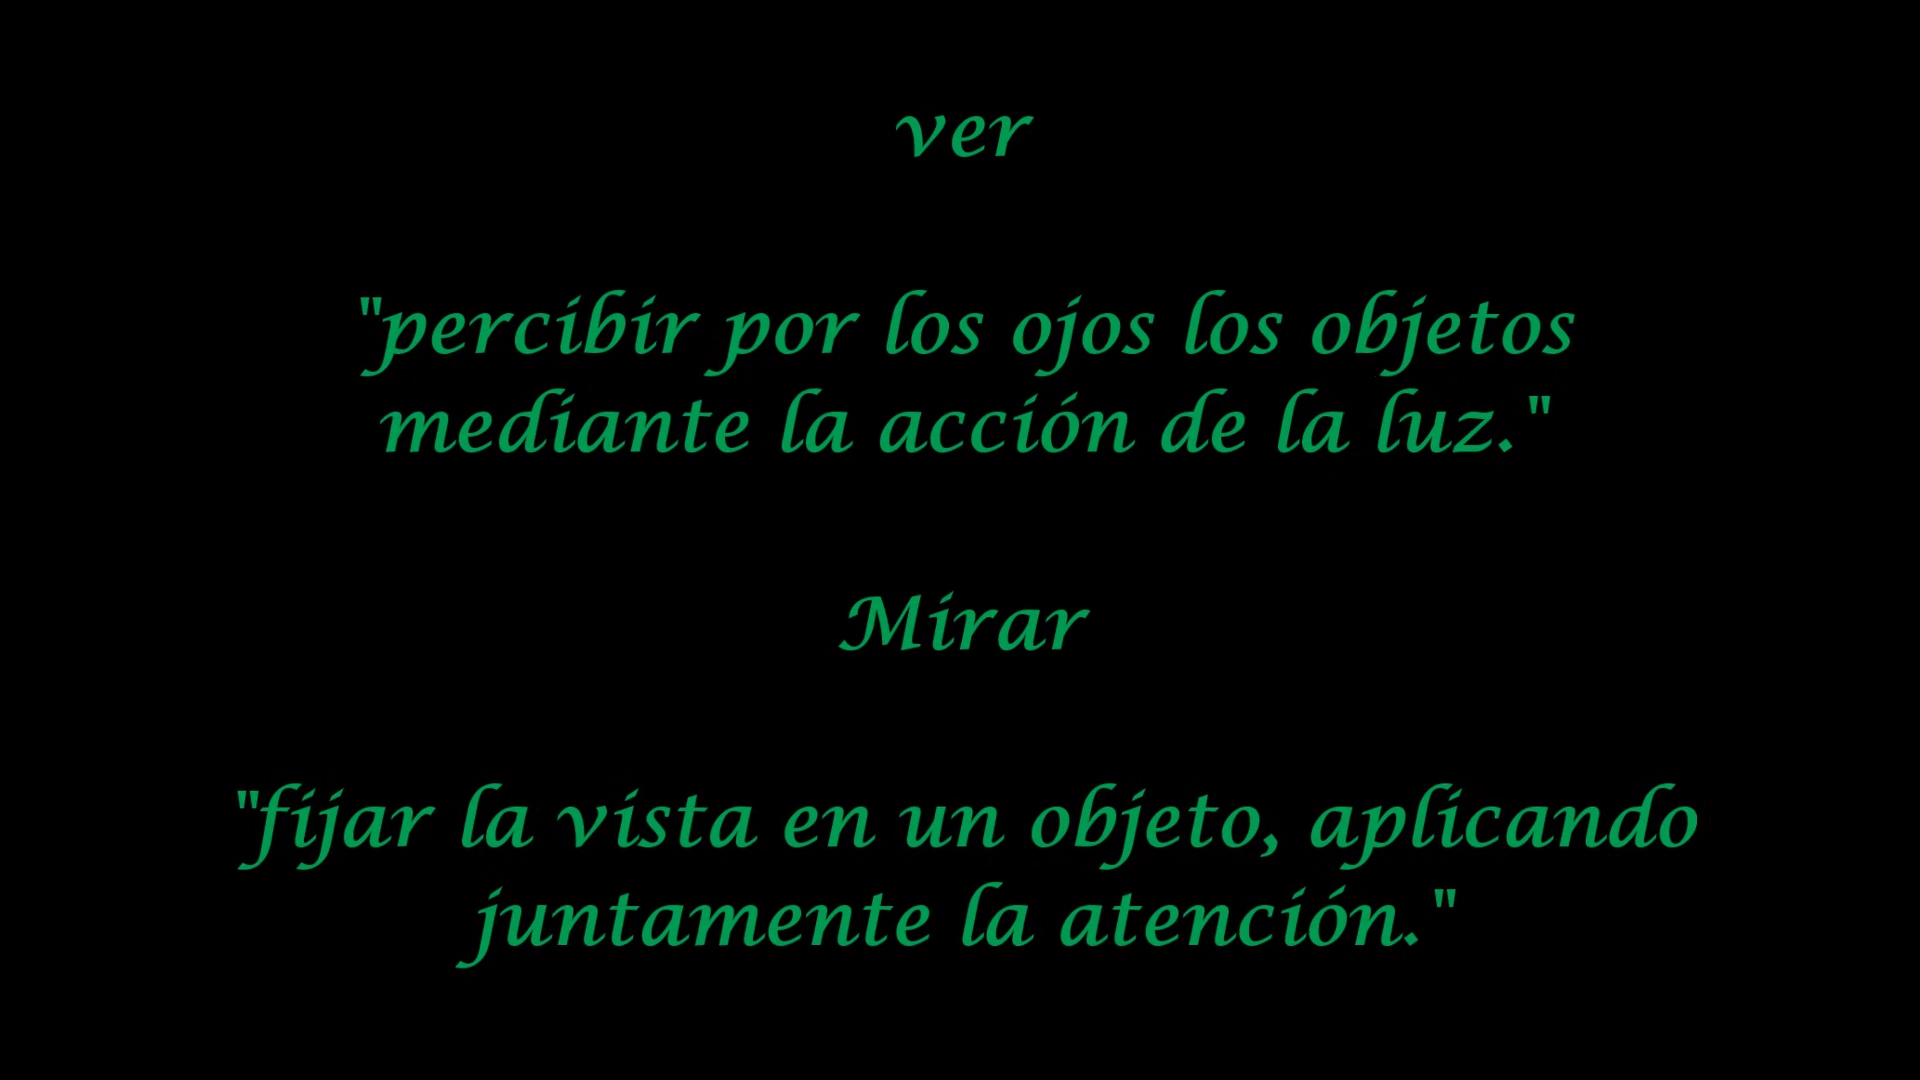 ver
"percibir por los ojos los objetos
mediante la acción de la luz."
Mirar
"fijar la vista en un objeto, aplicando
juntamente la atención."